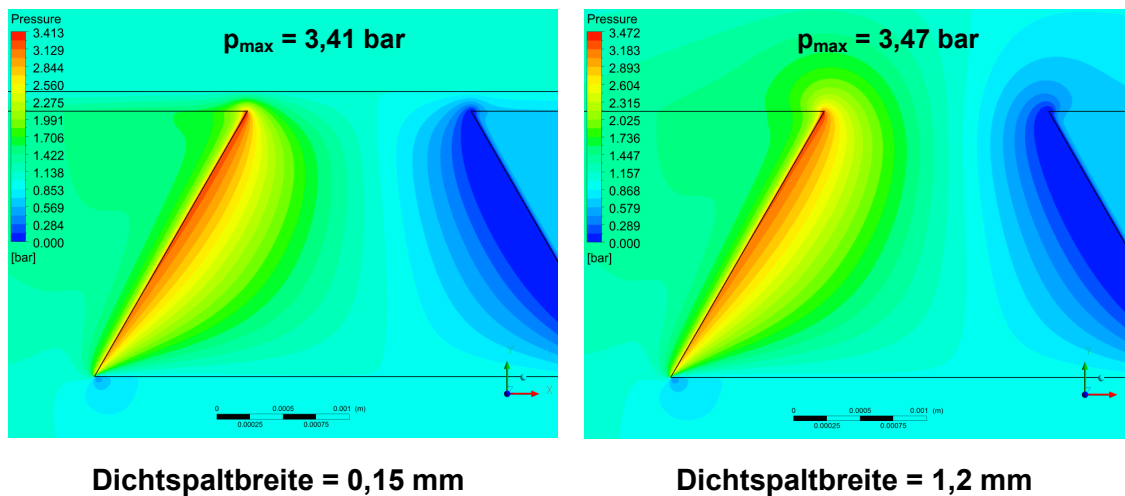 Pressure
3.413
3.129
2.844
2.560
2.275
1.991
1.706
1.422
1.138
0.853
0.569
0.284
0.000
[bar]
pmax = 3,41 bar
Y
X
0
0.0005
0.001 (m)
0.00025
0.00075
Dichtspaltbreite = 0,15 mm
Pressure
3.472
3.183
2.893
2.604
2.315
2.025
1.736
1.447
1.157
0.868
0.579
0.289
0.000
[bar]
pmax = 3,47 bar
0
0.0005
0.001 (m)
0.00025
0.00075
Dichtspaltbreite = 1,2 mm